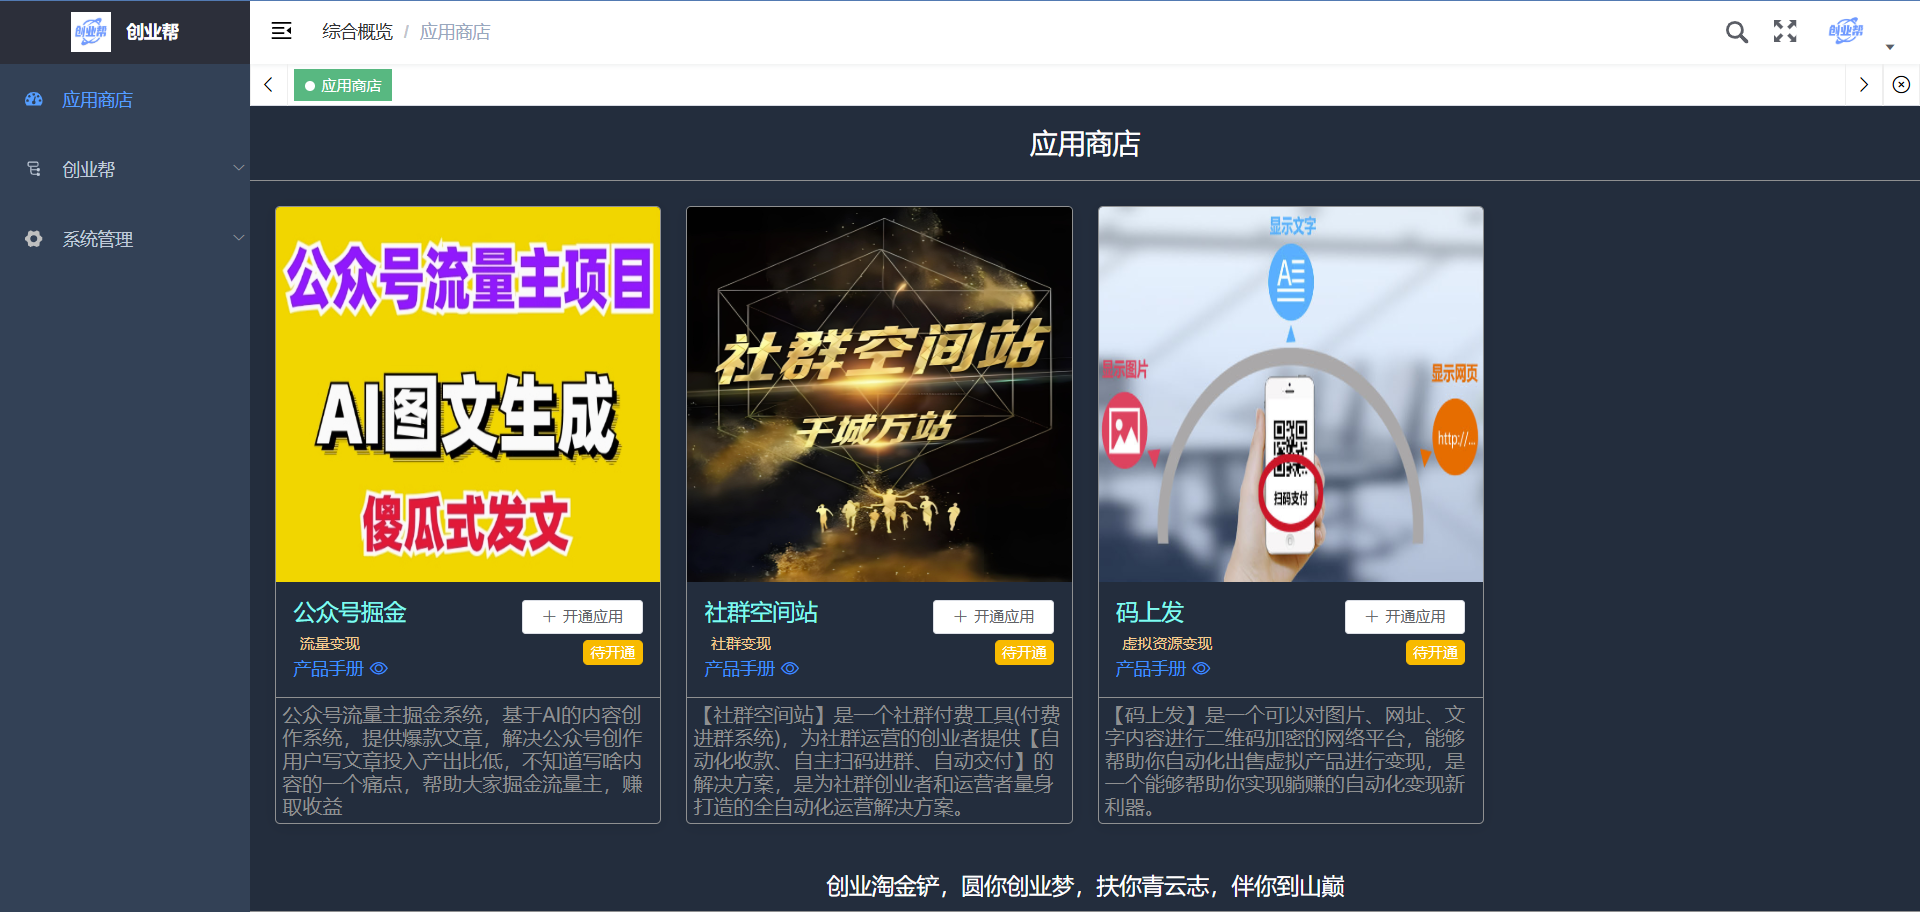 创业帮
创业帮
综合概览 / 应用商店
创业帮
应用商店
应用商店
创业帮
系统管理
应用商店
公众号流量主项目
AI图文生成
傻瓜式发文
社群空间站
千城万站
显示文字
A
显示图片
显示网页
http://...
扫码支付
公众号掘金
开通应用
流量变现
待开通
产品手册
公众号流量主掘金系统，基于AI的内容创
作系统，提供爆款文章，解决公众号创作
用户写文章投入产出比低，不知道写啥内
容的一个痛点，帮助大家掘金流量主，赚
取收益
社群空间站
开通应用
社群变现
待开通
产品手册
【社群空间站】是一个社群付费工具(付费
进群系统)，为社群运营的创业者提供【自
动化收款、自主扫码进群、自动交付】的
解决方案，是为社群创业者和运营者量身
打造的全自动化运营解决方案。
码上发
开通应用
虚拟资源变现
待开通
产品手册
【码上发】是一个可以对图片、网址、文
字内容进行二维码加密的网络平台，能够
帮助你自动化出售虚拟产品进行变现，是
一个能够帮助你实现躺赚的自动化变现新
利器。
创业淘金铲，圆你创业梦，扶你青云志，伴你到山巅